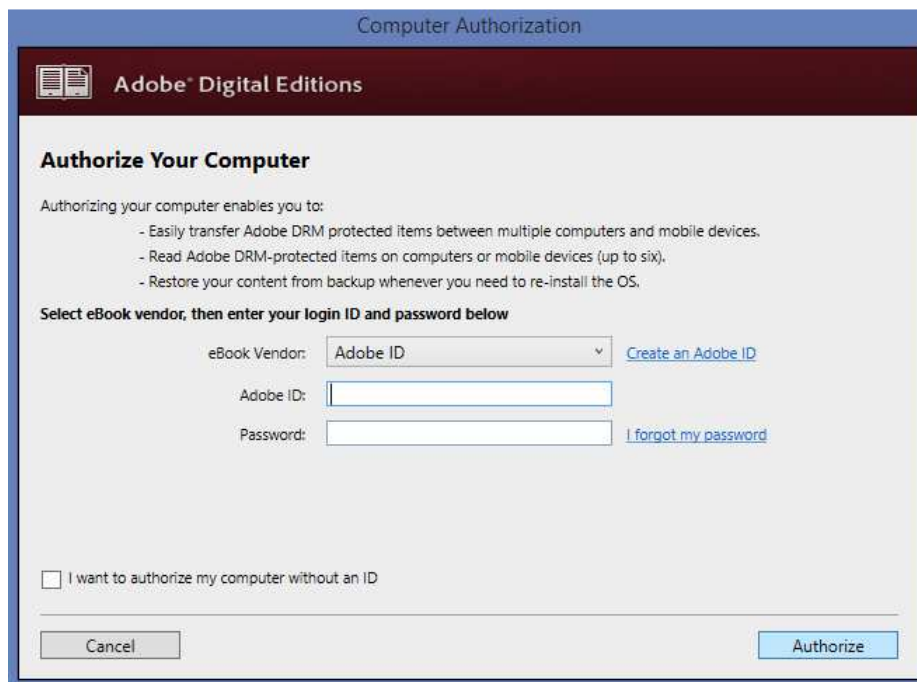 Computer Authorization
Adobe® Digital Editions
Authorize Your Computer
Authorizing your computer enables you to:
- Easily transfer Adobe DRM protected items between multiple computers and mobile devices.
- Read Adobe DRM-protected items on computers or mobile devices (up to six).
- Restore your content from backup whenever you need to re-install the OS.
Select eBook vendor, then enter your login ID and password below
eBook Vendor: Adobe ID Create an Adobe ID
Adobe ID:
Password: I forgot my password
I want to authorize my computer without an ID
Cancel Authorize